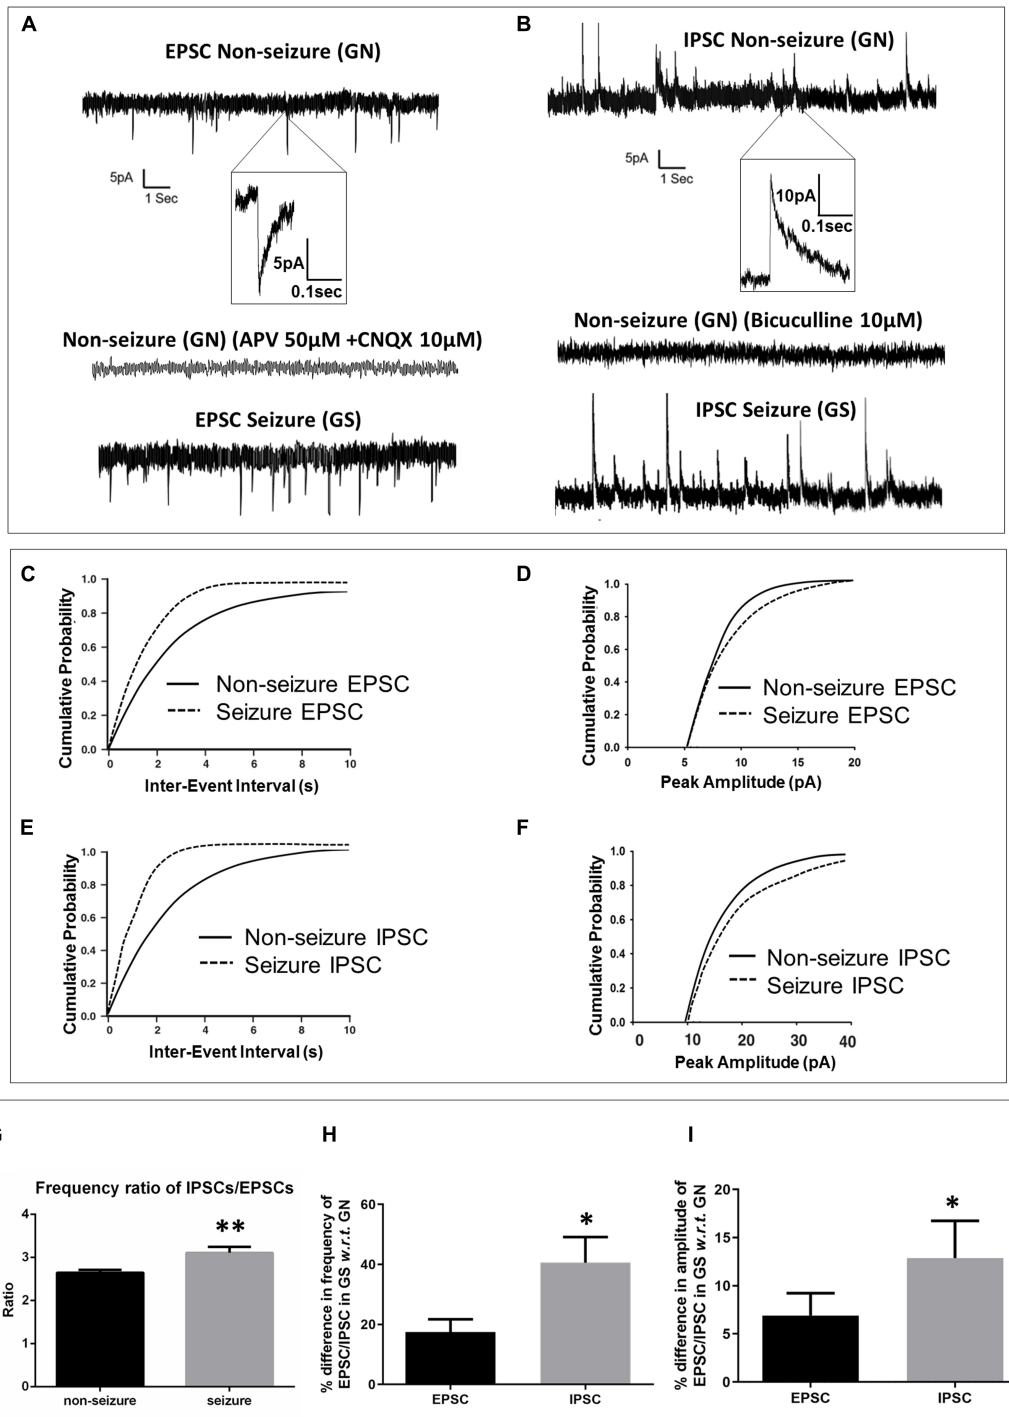 A
EPSC Non-seizure (GN)
5pA
1 Sec
5pA
0.1sec
Non-seizure (GN) (APV 50µM +CNQX 10µM)
EPSC Seizure (GS)
B
IPSC Non-seizure (GN)
5pA
1 Sec
10pA
0.1sec
Non-seizure (GN) (Bicuculline 10µM)
IPSC Seizure (GS)
C
Cumulative Probability
1.0
0.8
0.6
0.4
0.2
0.0
Non-seizure EPSC
Seizure EPSC
0 2 4 6 8 10
Inter-Event Interval (s)
D
Cumulative Probability
1.0
0.8
0.6
0.4
0.2
0.0
Non-seizure EPSC
Seizure EPSC
0 5 10 15 20
Peak Amplitude (pA)
E
Cumulative Probability
1.0
0.8
0.6
0.4
0.2
0.0
Non-seizure IPSC
Seizure IPSC
0 2 4 6 8 10
Inter-Event Interval (s)
F
Cumulative Probability
1.0
0.8
0.6
0.4
0.2
0.0
Non-seizure IPSC
Seizure IPSC
0 10 20 30 40
Peak Amplitude (pA)
Frequency ratio of IPSCs/EPSCs
Ratio
4
3
2
1
0
**
non-seizure seizure
H
% difference in frequency of
EPSC/IPSC in GS w.r.t. GN
60
40
20
0
*
EPSC IPSC
I
% difference in amplitude of
EPSC/IPSC in GS w.r.t. GN
20
15
10
5
0
*
EPSC IPSC